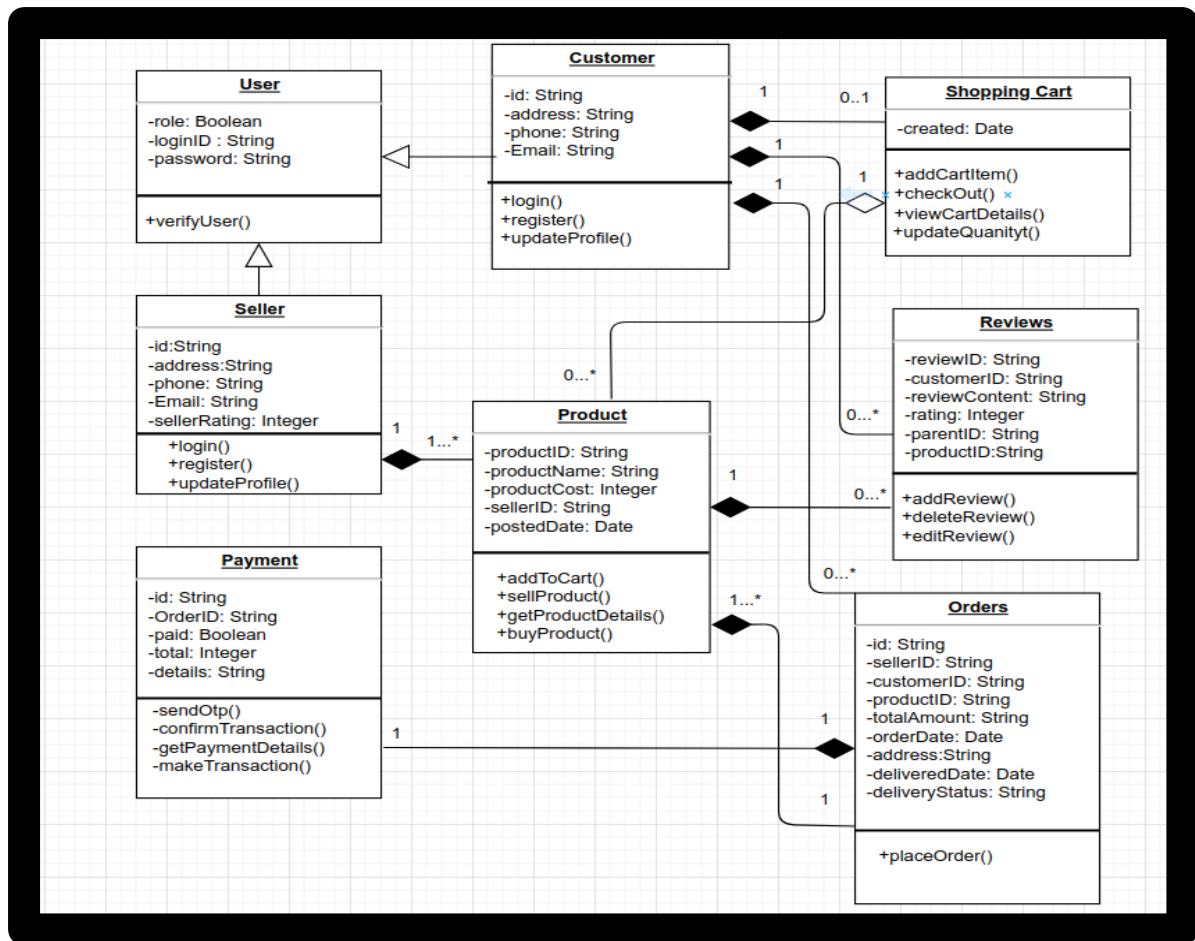 User
-role: Boolean
-loginID : String
-password: String
+verifyUser()
Customer
-id: String
-address: String
-phone: String
-Email: String
+login()
+register()
+updateProfile()
1
0..1
1
1
1
Shopping Cart
-created: Date
+addCartItem()
+checkOut()
+viewCartDetails()
+updateQuanityt()
Seller
-id:String
-address:String
-phone: String
-Email: String
-sellerRating: Integer
+login()
+register()
+updateProfile()
1
1...*
0...*
Product
-productID: String
-productName: String
-productCost: Integer
-sellerID: String
-postedDate: Date
+addToCart()
+sellProduct()
+getProductDetails()
+buyProduct()
Reviews
-reviewID: String
-customerID: String
-reviewContent: String
-rating: Integer
-parentID: String
-productID:String
+addReview()
+deleteReview()
+editReview()
0...*
1
0...*
0...*
1...*
Payment
-id: String
-OrderID: String
-paid: Boolean
-total: Integer
-details: String
-sendOtp()
-confirmTransaction()
-getPaymentDetails()
-makeTransaction()
1
1
1
Orders
-id: String
-sellerID: String
-customerID: String
-productID: String
-totalAmount: String
-orderDate: Date
-address:String
-deliveredDate: Date
-deliveryStatus: String
+placeOrder()